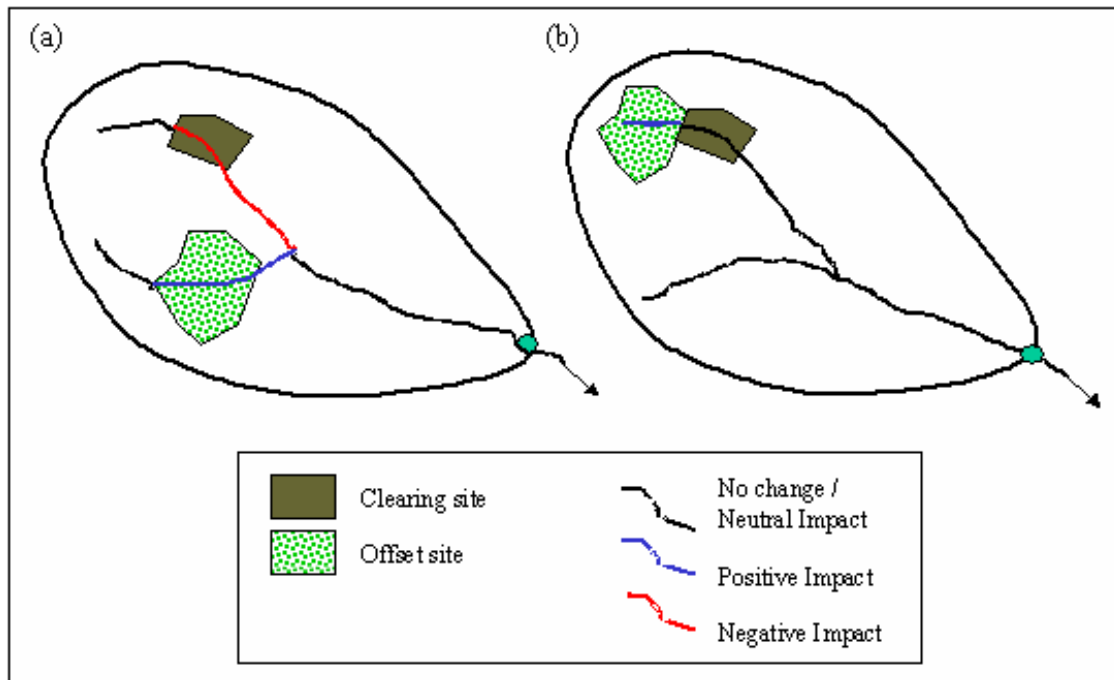 (a)
(b)
Clearing site
Offset site
No change /
Neutral Impact
Positive Impact
Negative Impact